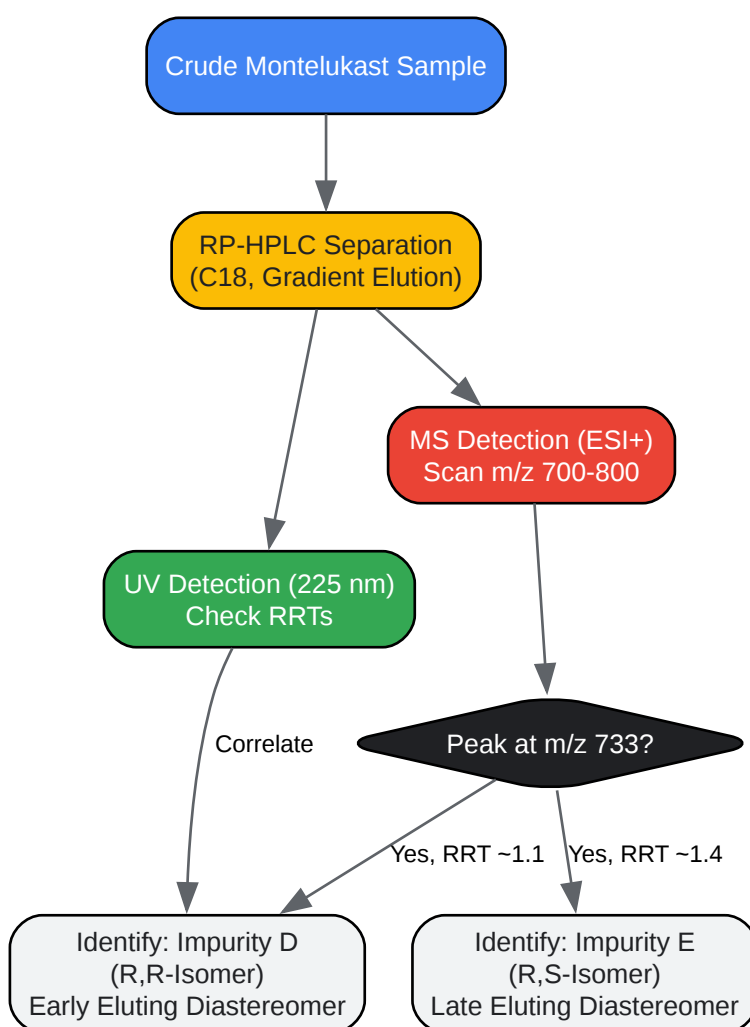 Crude Montelukast Sample
RP-HPLC Separation
(C18, Gradient Elution)
MS Detection (ESI+)
Scan m/z 700-800
UV Detection (225 nm)
Check RRTs
Correlate
Peak at m/z 733?
Yes, RRT ~1.1
Yes, RRT ~1.4
Identify: Impurity D
(R,R-Isomer)
Early Eluting Diastereomer
Identify: Impurity E
(R,S-Isomer)
Late Eluting Diastereomer